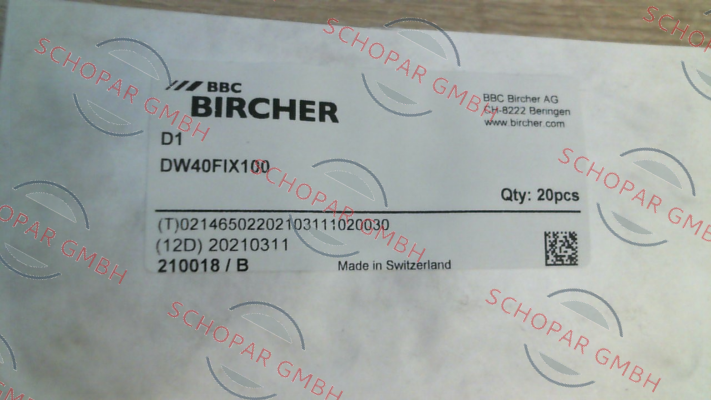 BBC
BIRCHER
BBC Bircher AG
CH-8222 Beringen
www.bircher.com
D1
DW40FIX100
Qty: 20pcs
(T)02146502202103111020030
(12D) 20210311
210018 / B
Made in Switzerland
SCHOPAR GMBH
SCHOPAR GMBH
SCHOPAR GMBH
SCHOPAR GMBH
SCHOPAR GMBH
SCHOPAR GMBH
SCHOPAR GMBH